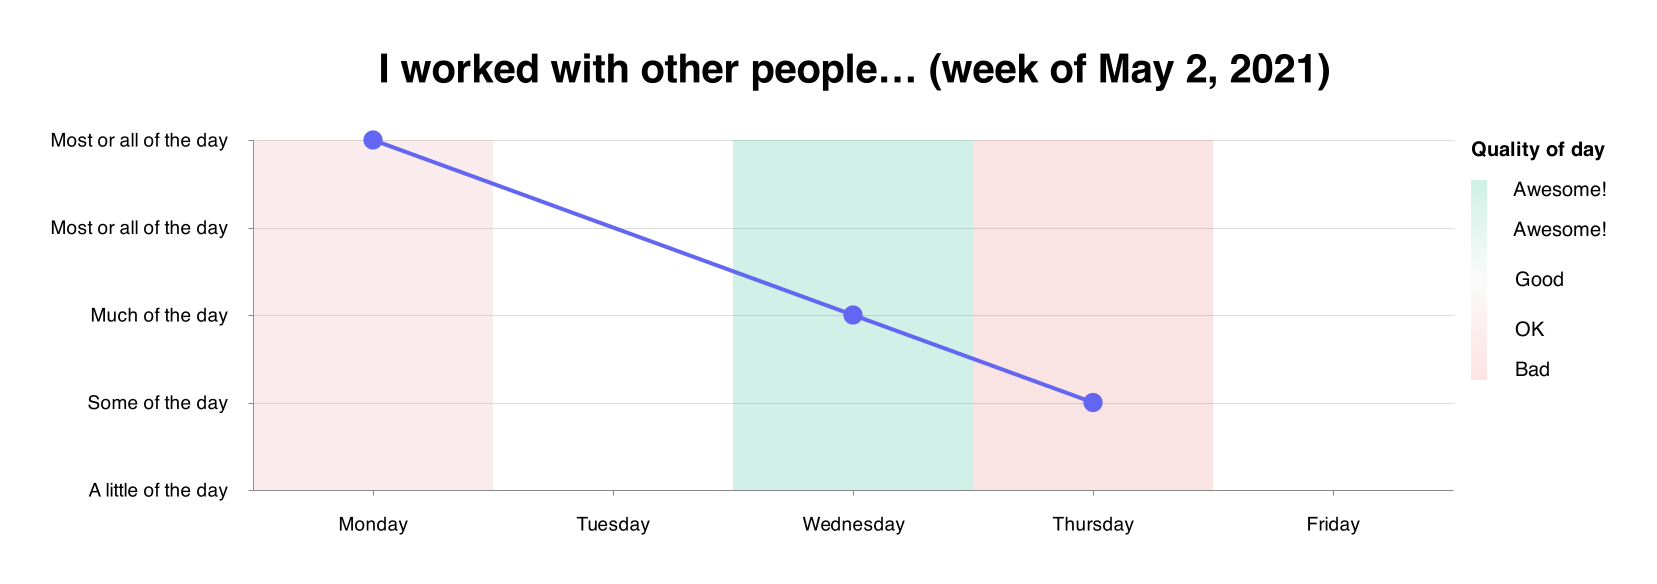 I worked with other people… (week of May 2, 2021)
Most or all of the day
Most or all of the day
Much of the day
Some of the day
A little of the day
Monday
Tuesday
Wednesday
Thursday
Friday
Quality of day
Awesome!
Awesome!
Good
OK
Bad